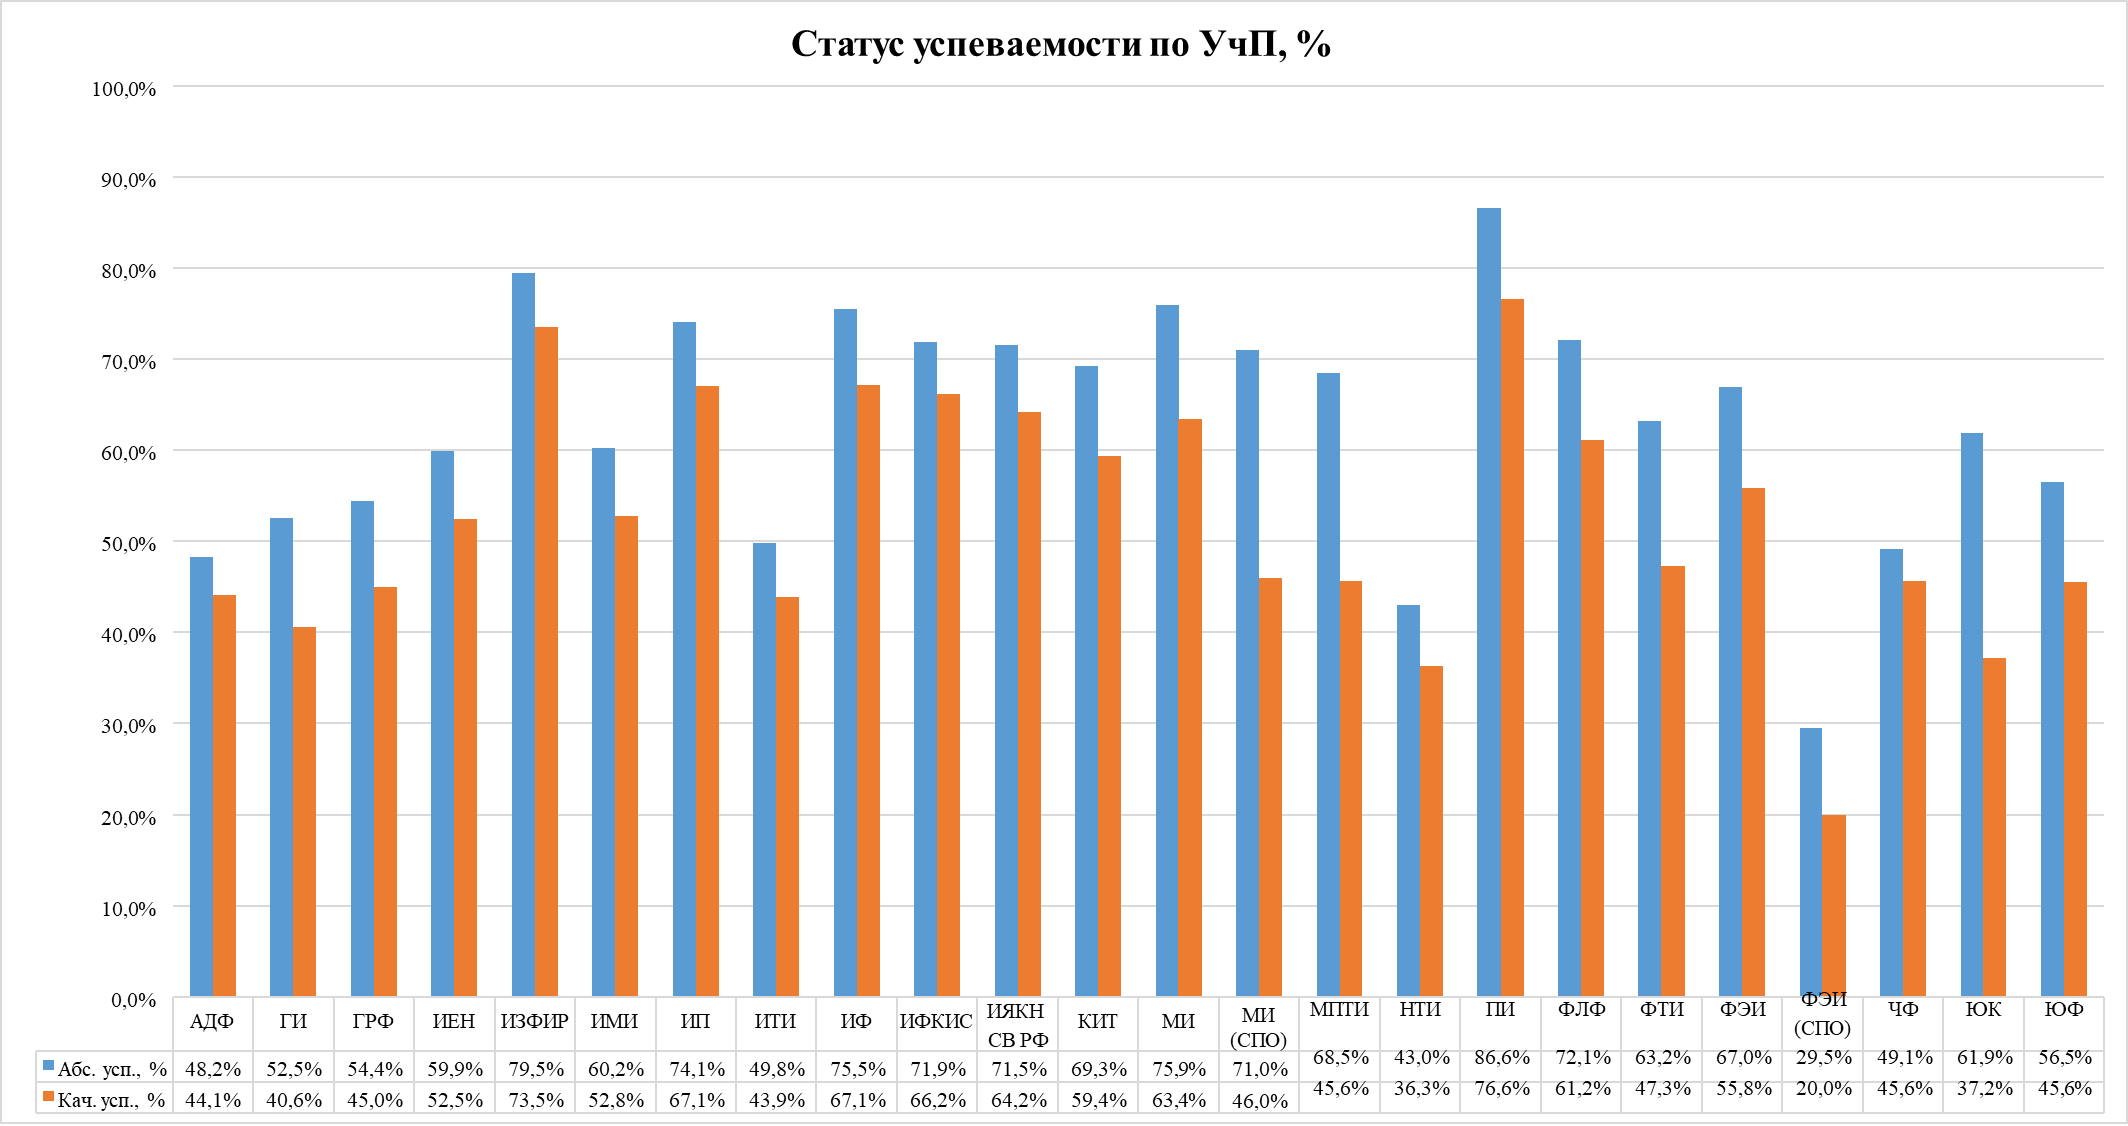 Статус успеваемости по УчП, %
100,0%
90,0%
80,0%
70,0%
60,0%
50,0%
40,0%
30,0%
20,0%
10,0%
0,0%
АДФ ГИ ГРФ ИЕН ИЗФИР ИМИ ИП ИТИ ИФ ИФКИС ИЯКН СВ РФ КИТ МИ МИ (СПО) МПТИ НТИ ПИ ФЛФ ФТИ ФЭИ ФЭИ (СПО) ЧФ ЮК ЮФ
Абс. усп., % 48,2% 52,5% 54,4% 59,9% 79,5% 60,2% 74,1% 49,8% 75,5% 71,9% 71,5% 69,3% 75,9% 71,0% 68,5% 43,0% 86,6% 72,1% 63,2% 67,0% 29,5% 49,1% 61,9% 56,5%
Кач. усп., % 44,1% 40,6% 45,0% 52,5% 73,5% 52,8% 67,1% 43,9% 67,1% 66,2% 64,2% 59,4% 63,4% 46,0% 45,6% 36,3% 76,6% 61,2% 47,3% 55,8% 20,0% 45,6% 37,2% 45,6%